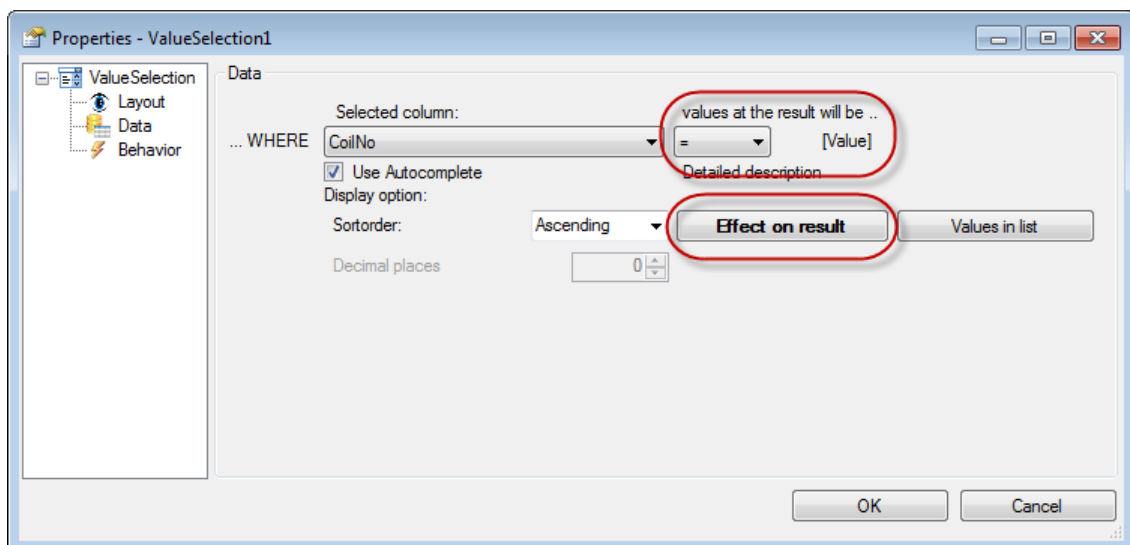 Properties - ValueSelection1
ValueSelection
Layout
Data
Behavior
Data
Selected column:
values at the result will be ..
... WHERE
CoilNo
=
[Value]
Use Autocomplete
Detailed description
Display option:
Sortorder:
Ascending
Effect on result
Values in list
Decimal places
0
OK
Cancel